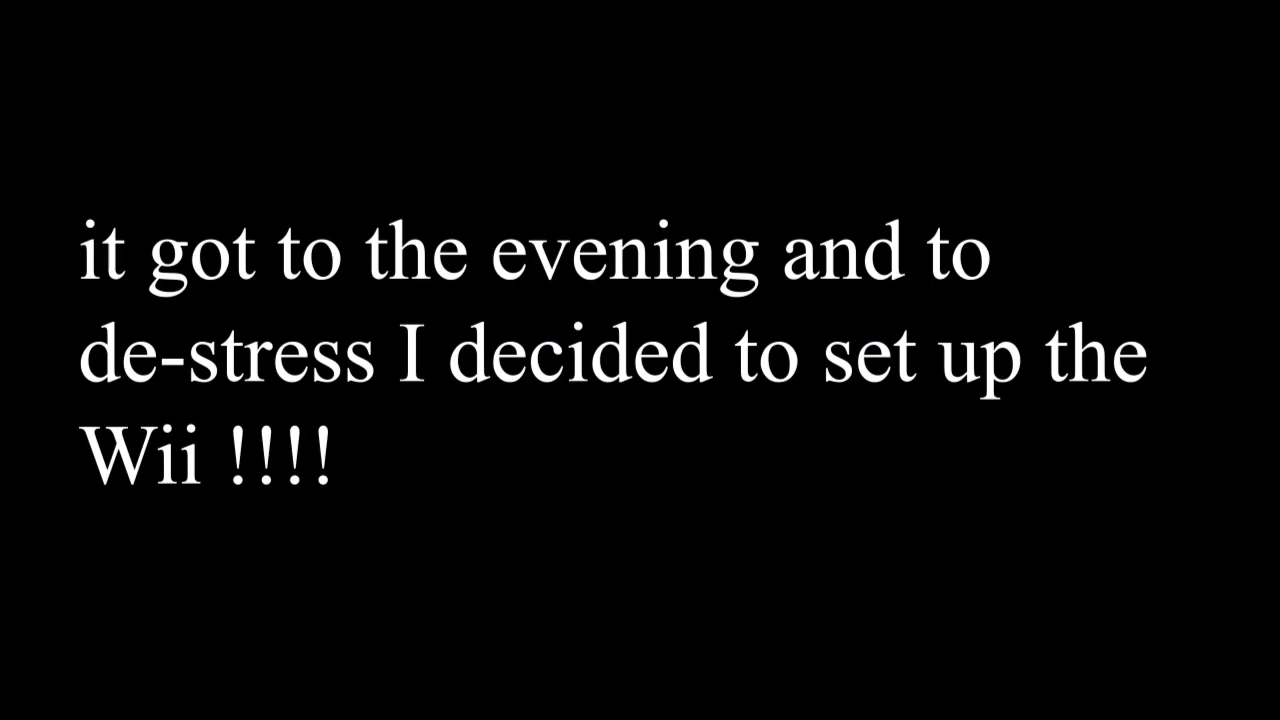 it got to the evening and to
de-stress I decided to set up the
Wii !!!!